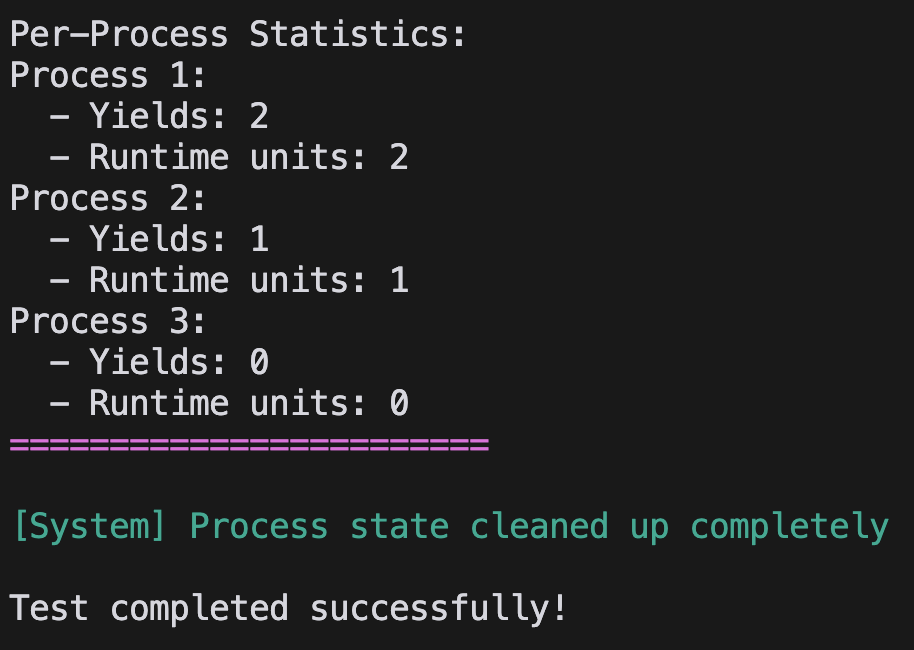 Per-Process Statistics:
Process 1:
  - Yields: 2
  - Runtime units: 2
Process 2:
  - Yields: 1
  - Runtime units: 1
Process 3:
  - Yields: 0
  - Runtime units: 0
========================
[System] Process state cleaned up completely
Test completed successfully!